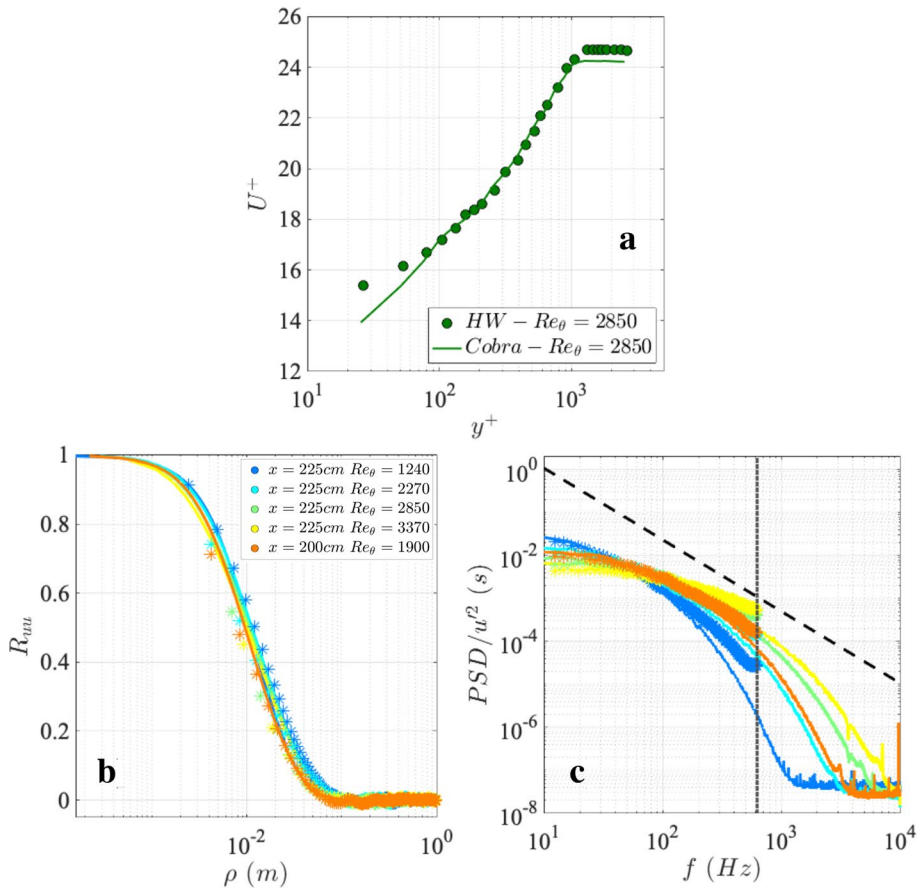 26
24
22
20
18
16
14
12
U⁺
10¹ 10² 10³
y⁺
a
HW − Reθ = 2850
Cobra − Reθ = 2850
1
0.8
0.6
0.4
0.2
0
Rᵤᵤ
10⁻² 10⁰
ρ (m)
b
x = 225cm Reθ = 1240
x = 225cm Reθ = 2270
x = 225cm Reθ = 2850
x = 225cm Reθ = 3370
x = 200cm Reθ = 1900
10⁰
10⁻²
10⁻⁴
10⁻⁶
10⁻⁸
PSD/u′² (s)
10¹ 10² 10³ 10⁴
f (Hz)
c